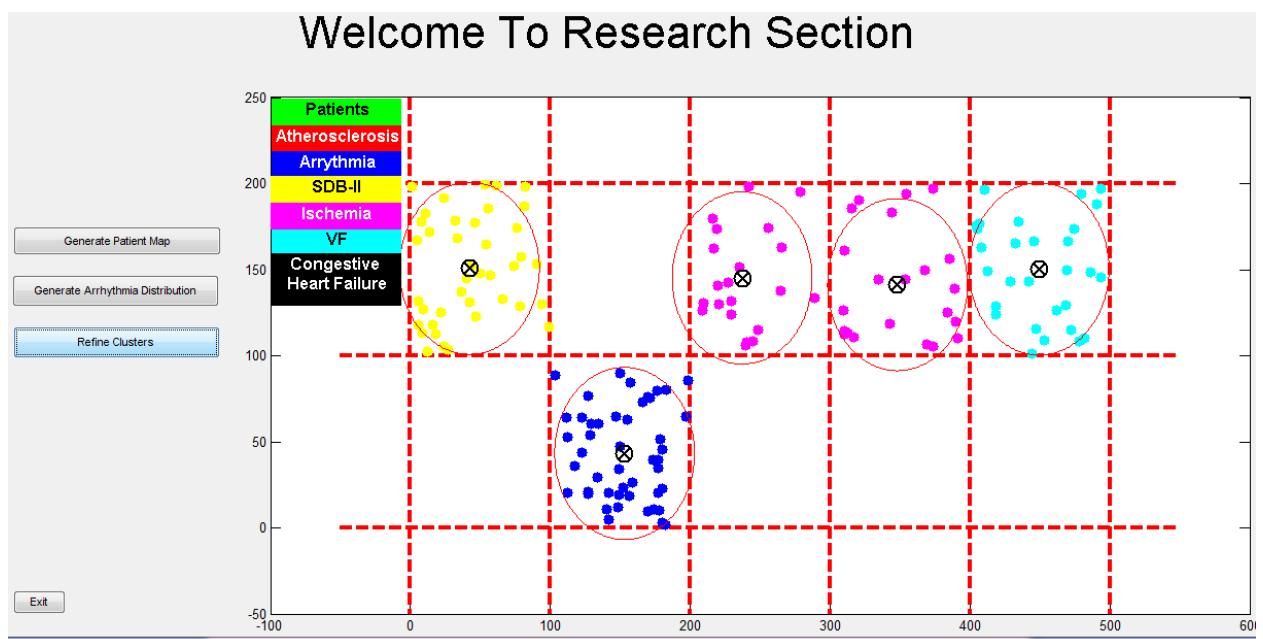 Welcome To Research Section
250
200
150
100
50
0
-50
-100
0
100
200
300
400
500
600
Patients
Atherosclerosis
Arrythmia
SDB-II
Ischemia
VF
Congestive
Heart Failure
Generate Patient Map
Generate Arrhythmia Distribution
Refine Clusters
Exit